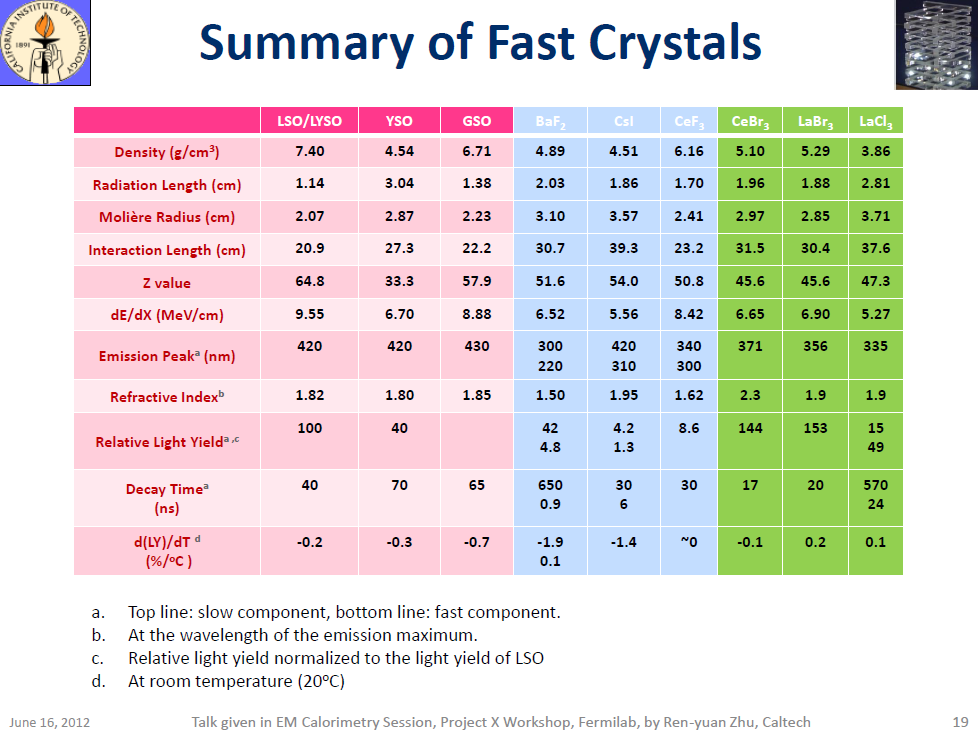 CALIFORNIA INSTITUTE OF TECHNOLOGY
1891
Summary of Fast Crystals
LSO/LYSO YSO GSO BaF₂ CsI CeF₃ CeBr₃ LaBr₃ LaCl₃
Density (g/cm³) 7.40 4.54 6.71 4.89 4.51 6.16 5.10 5.29 3.86
Radiation Length (cm) 1.14 3.04 1.38 2.03 1.86 1.70 1.96 1.88 2.81
Molière Radius (cm) 2.07 2.87 2.23 3.10 3.57 2.41 2.97 2.85 3.71
Interaction Length (cm) 20.9 27.3 22.2 30.7 39.3 23.2 31.5 30.4 37.6
Z value 64.8 33.3 57.9 51.6 54.0 50.8 45.6 45.6 47.3
dE/dX (MeV/cm) 9.55 6.70 8.88 6.52 5.56 8.42 6.65 6.90 5.27
Emission Peakᵃ (nm) 420 420 430 300 420 340 371 356 335
220 310 300
Refractive Indexᵇ 1.82 1.80 1.85 1.50 1.95 1.62 2.3 1.9 1.9
Relative Light Yieldᵃ,ᶜ 100 40 42 4.2 8.6 144 153 15
4.8 1.3 49
Decay Timeᵃ 40 70 65 650 30 30 17 20 570
(ns) 0.9 6 24
d(LY)/dT ᵈ -0.2 -0.3 -0.7 -1.9 -1.4 ~0 -0.1 0.2 0.1
(%/ºC ) 0.1
a. Top line: slow component, bottom line: fast component.
b. At the wavelength of the emission maximum.
c. Relative light yield normalized to the light yield of LSO
d. At room temperature (20ºC)
June 16, 2012 Talk given in EM Calorimetry Session, Project X Workshop, Fermilab, by Ren-yuan Zhu, Caltech 19